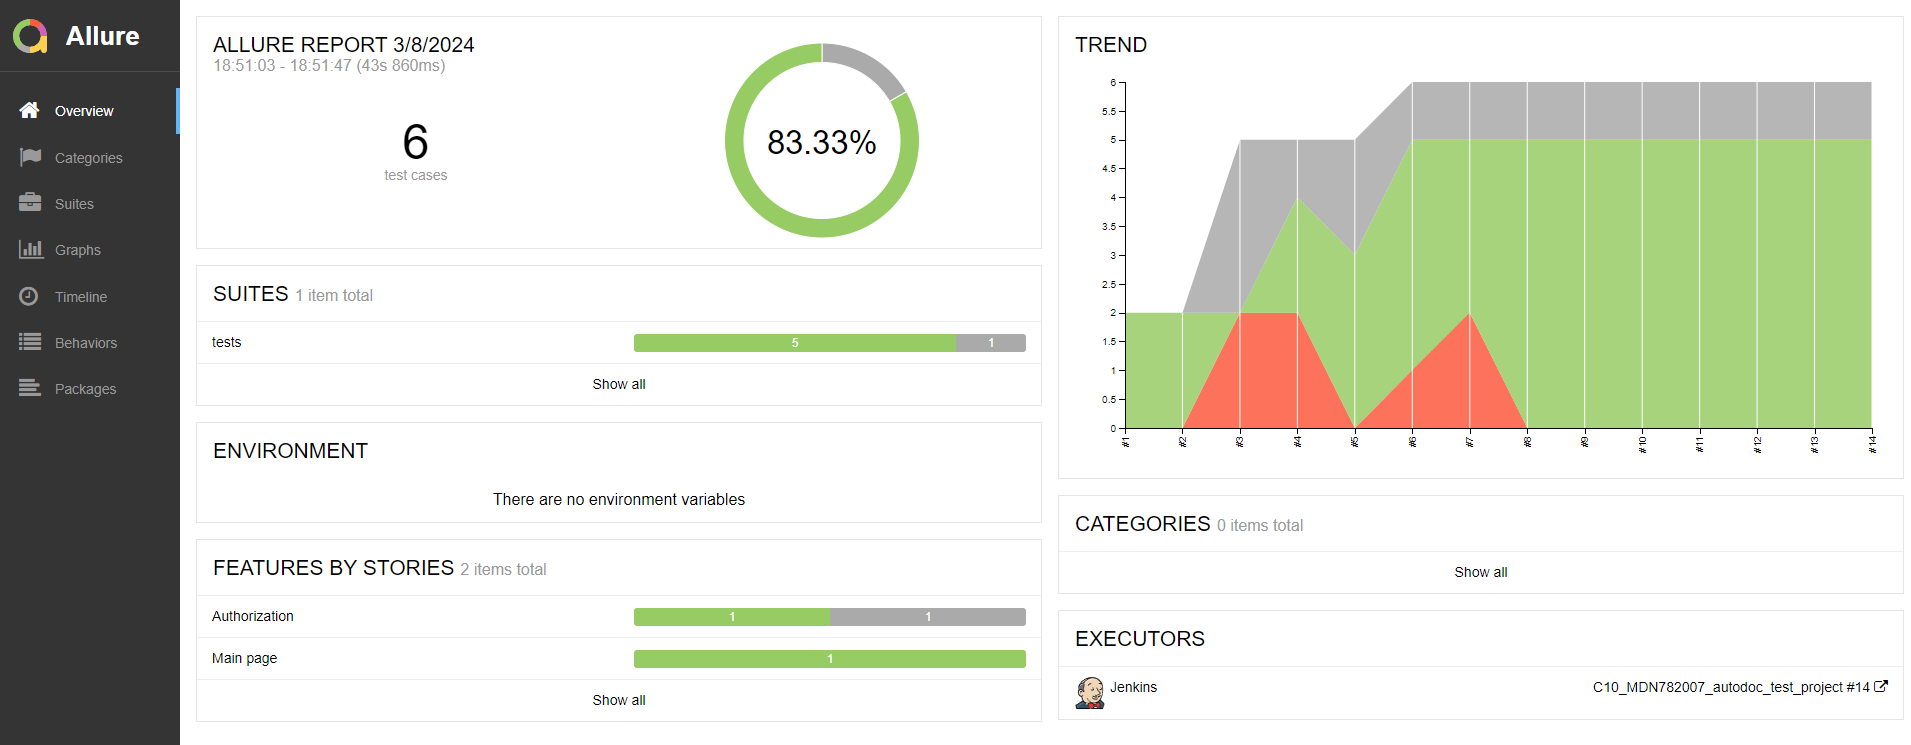 Allure
Overview
Categories
Suites
Graphs
Timeline
Behaviors
Packages
ALLURE REPORT 3/8/2024
18:51:03 - 18:51:47 (43s 860ms)
6
test cases
83.33%
SUITES 1 item total
tests 5 1
Show all
ENVIRONMENT
There are no environment variables
FEATURES BY STORIES 2 items total
Authorization 1 1
Main page 1
Show all
TREND
6
5.5
5
4.5
4
3.5
3
2.5
2
1.5
1
0.5
0
#1 #2 #3 #4 #5 #6 #7 #8 #9 #10 #11 #12 #13 #14
CATEGORIES 0 items total
Show all
EXECUTORS
Jenkins C10_MDN782007_autodoc_test_project #14